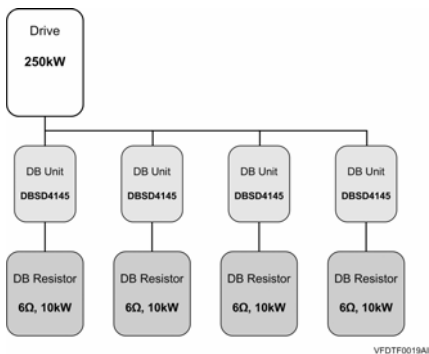 Drive
250kW
DB Unit
DBSD4145
DB Unit
DBSD4145
DB Unit
DBSD4145
DB Unit
DBSD4145
DB Resistor
6Ω, 10kW
DB Resistor
6Ω, 10kW
DB Resistor
6Ω, 10kW
DB Resistor
6Ω, 10kW
VFDTF0019AI